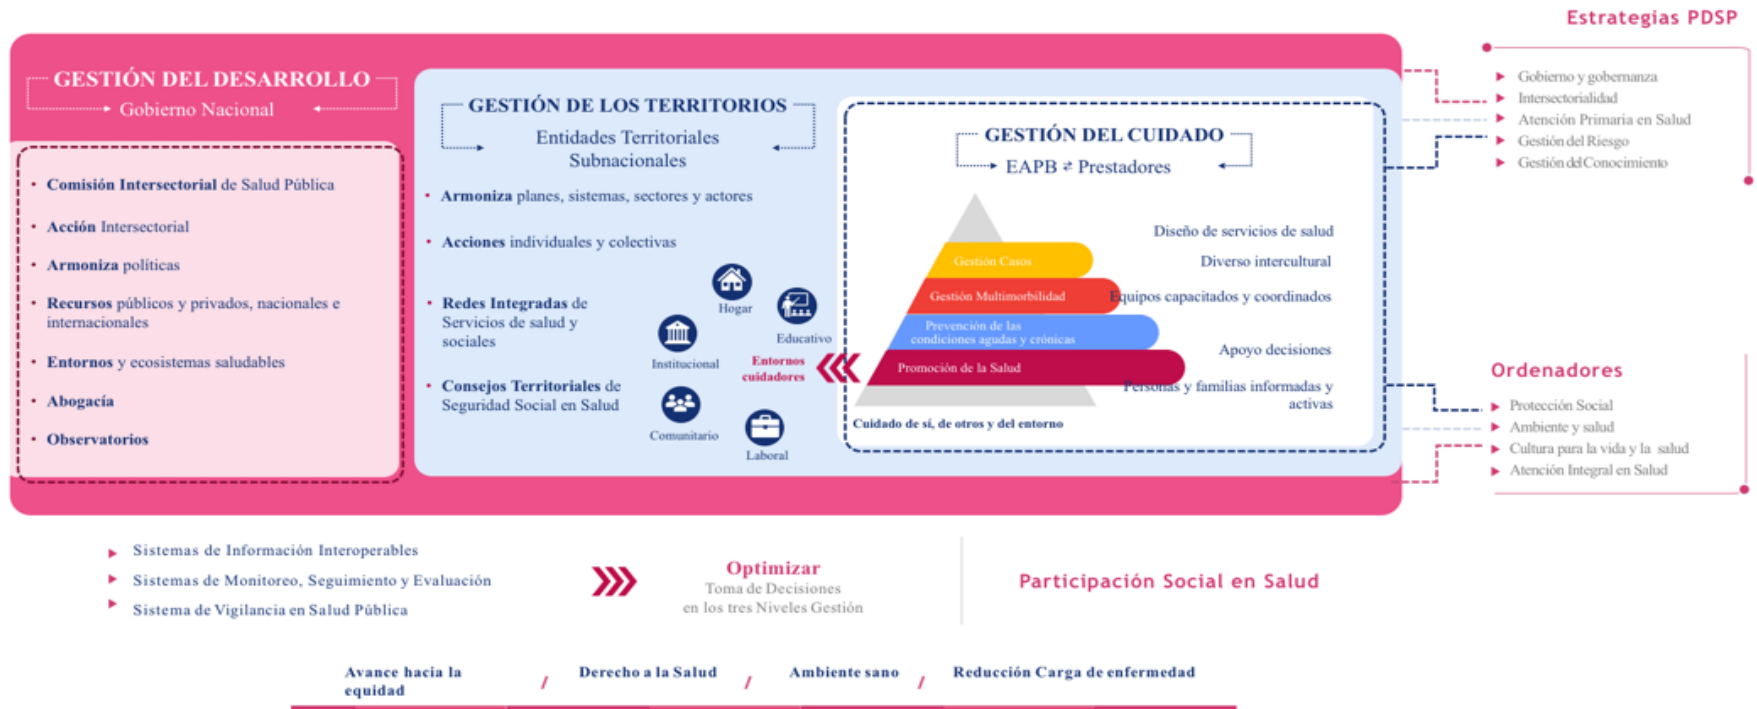 Estrategias PDSP
Gobierno y gobernanza
Intersectorialidad
Atención Primaria en Salud
Gestión del Riesgo
Gestión delConocimiento
GESTIÓN DEL DESARROLLO
Gobierno Nacional
• Comisión Intersectorial de Salud Pública
• Acción Intersectorial
• Armoniza políticas
• Recursos públicos y privados, nacionales e
internacionales
• Entornos y ecosistemas saludables
• Abogacía
• Observatorios
GESTIÓN DE LOS TERRITORIOS
Entidades Territoriales
Subnacionales
• Armoniza planes, sistemas, sectores y actores
• Acciones individuales y colectivas
• Redes Integradas de
Servicios de salud y
sociales
• Consejos Territoriales de
Seguridad Social en Salud
Hogar
Educativo
Institucional
Entornos
cuidadores
Comunitario
Laboral
GESTIÓN DEL CUIDADO
EAPB ⇄ Prestadores
Gestión Casos
Gestión Multimorbilidad
Prevención de las
condiciones agudas y crónicas
Promoción de la Salud
Cuidado de sí, de otros y del entorno
Diseño de servicios de salud
Diverso intercultural
Equipos capacitados y coordinados
Apoyo decisiones
Personas y familias informadas y
activas
Ordenadores
Protección Social
Ambiente y salud
Cultura para la vida y la salud
Atención Integral en Salud
Sistemas de Información Interoperables
Sistemas de Monitoreo, Seguimiento y Evaluación
Sistema de Vigilancia en Salud Pública
Optimizar
Toma de Decisiones
en los tres Niveles Gestión
Participación Social en Salud
Avance hacia la
equidad
/ Derecho a la Salud / Ambiente sano / Reducción Carga de enfermedad